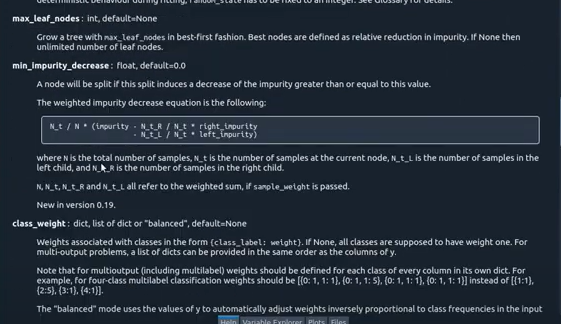 deterministic behaviour during fitting, random_state has to be fixed to an integer. See Glossary for details.
max_leaf_nodes : int, default=None
Grow a tree with max_leaf_nodes in best-first fashion. Best nodes are defined as relative reduction in impurity. If None then
unlimited number of leaf nodes.
min_impurity_decrease : float, default=0.0
A node will be split if this split induces a decrease of the impurity greater than or equal to this value.
The weighted impurity decrease equation is the following:
N_t / N * (impurity - N_t_R / N_t * right_impurity
- N_t_L / N_t * left_impurity)
where N is the total number of samples, N_t is the number of samples at the current node, N_t_L is the number of samples in the
left child, and N_t_R is the number of samples in the right child.
N, N_t, N_t_R and N_t_L all refer to the weighted sum, if sample_weight is passed.
New in version 0.19.
class_weight : dict, list of dict or "balanced", default=None
Weights associated with classes in the form {class_label: weight}. If None, all classes are supposed to have weight one. For
multi-output problems, a list of dicts can be provided in the same order as the columns of y.
Note that for multioutput (including multilabel) weights should be defined for each class of every column in its own dict. For
example, for four-class multilabel classification weights should be [{0: 1, 1: 1}, {0: 1, 1: 5}, {0: 1, 1: 1}, {0: 1, 1: 1}] instead of [{1:1},
{2:5}, {3:1}, {4:1}].
The "balanced" mode uses the values of y to automatically adjust weights inversely proportional to class frequencies in the input
Help Variable Explorer Plots Files